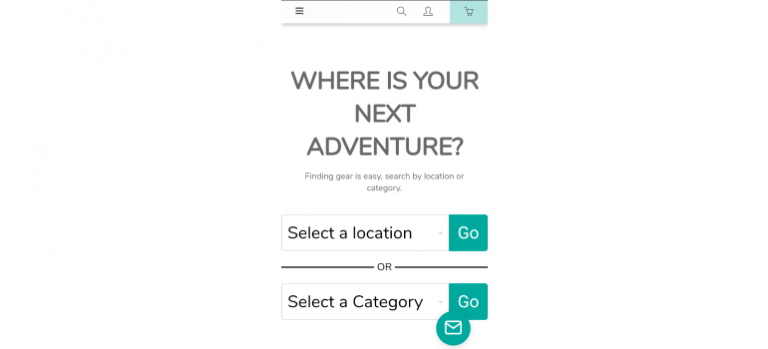 WHERE IS YOUR
NEXT
ADVENTURE?
Finding gear is easy, search by location or
category.
Select a location
Go
OR
Select a Category
Go